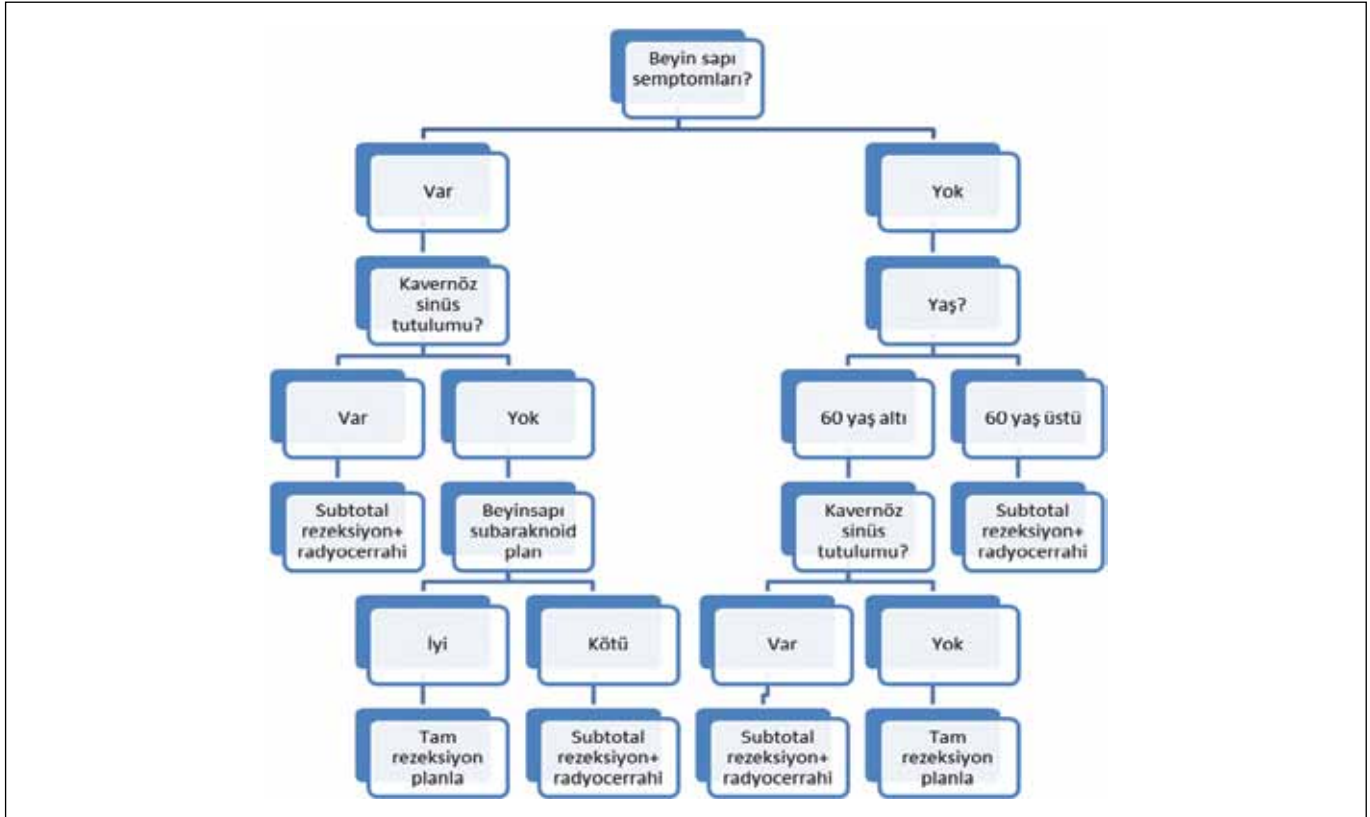 Beyin sapı
semptomları?
Var
Yok
Kavernöz
sinüs
tutulumu?
Yaş?
Var
Yok
60 yaş altı
60 yaş üstü
Subtotal
rezeksiyon+
radyocerrahi
Beyinsapı
subaraknoid
plan
Kavernöz
sinüs
tutulumu?
Subtotal
rezeksiyon+
radyocerrahi
İyi
Kötü
Var
Yok
Tam
rezeksiyon
planla
Subtotal
rezeksiyon+
radyocerrahi
Subtotal
rezeksiyon+
radyocerrahi
Tam
rezeksiyon
planla